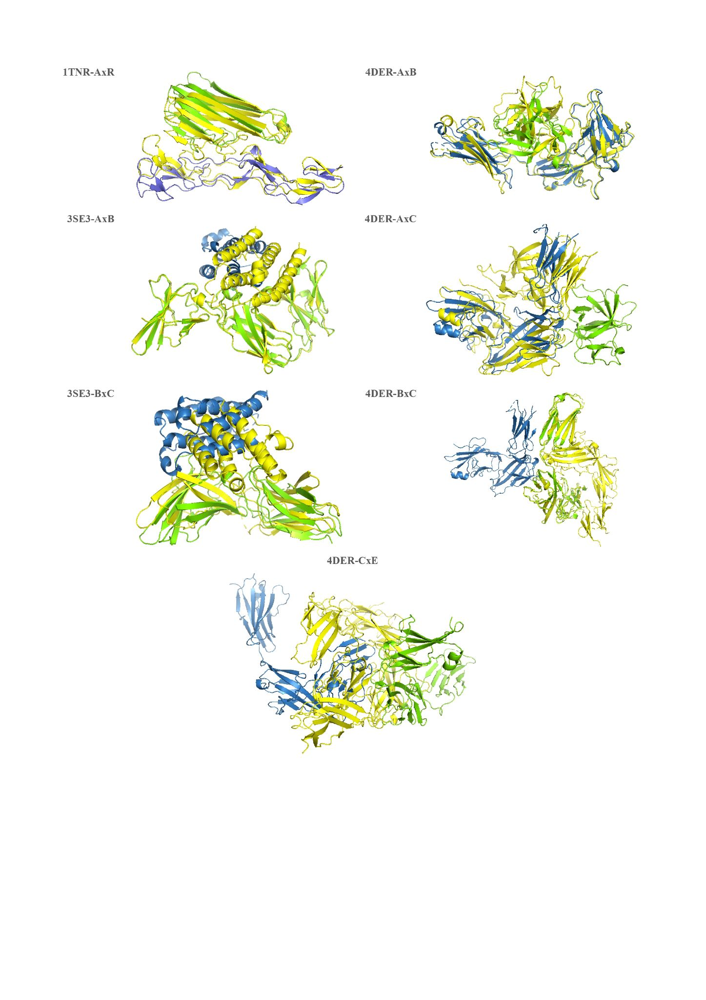 1TNR-AxR
4DER-AxB
3SE3-AxB
4DER-AxC
3SE3-BxC
4DER-BxC
4DER-CxE